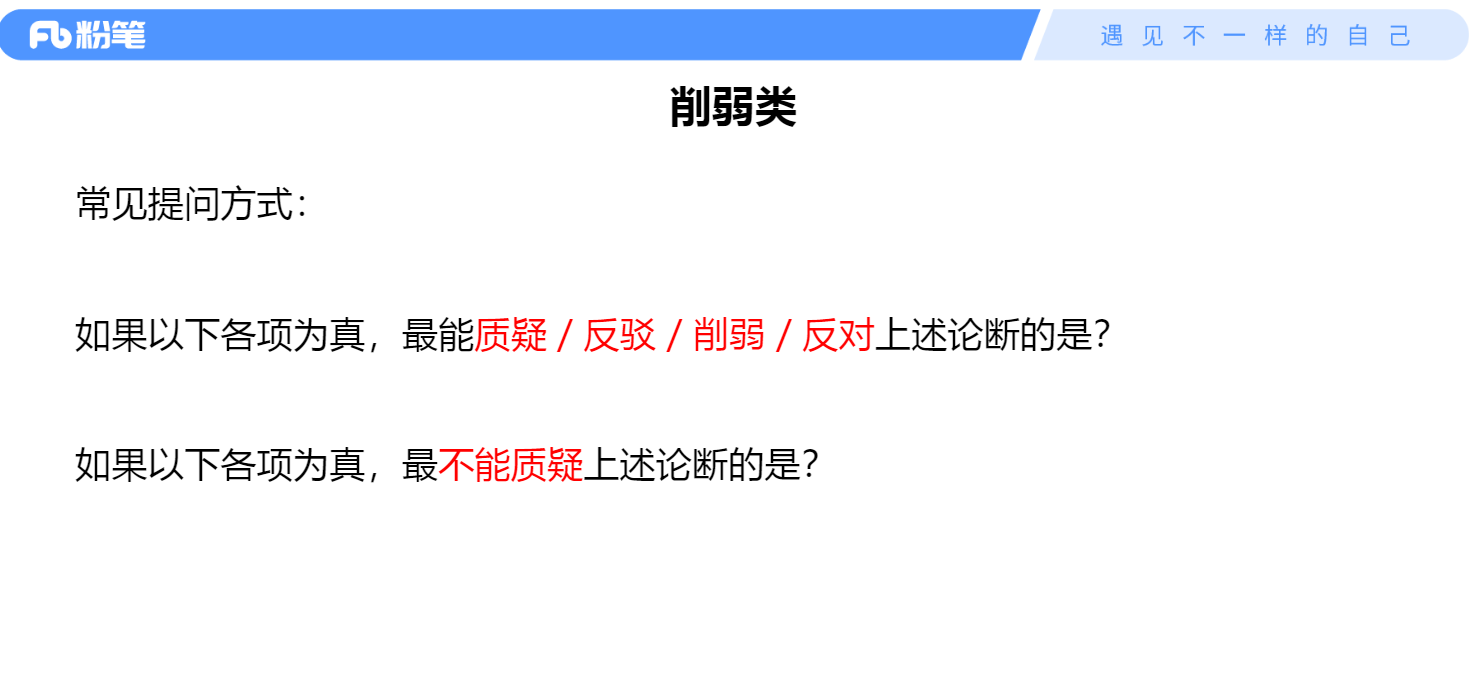 粉笔
遇见不一样的自己
削弱类
常见提问方式：
如果以下各项为真，最能质疑 / 反驳 / 削弱 / 反对上述论断的是？
如果以下各项为真，最不能质疑上述论断的是？